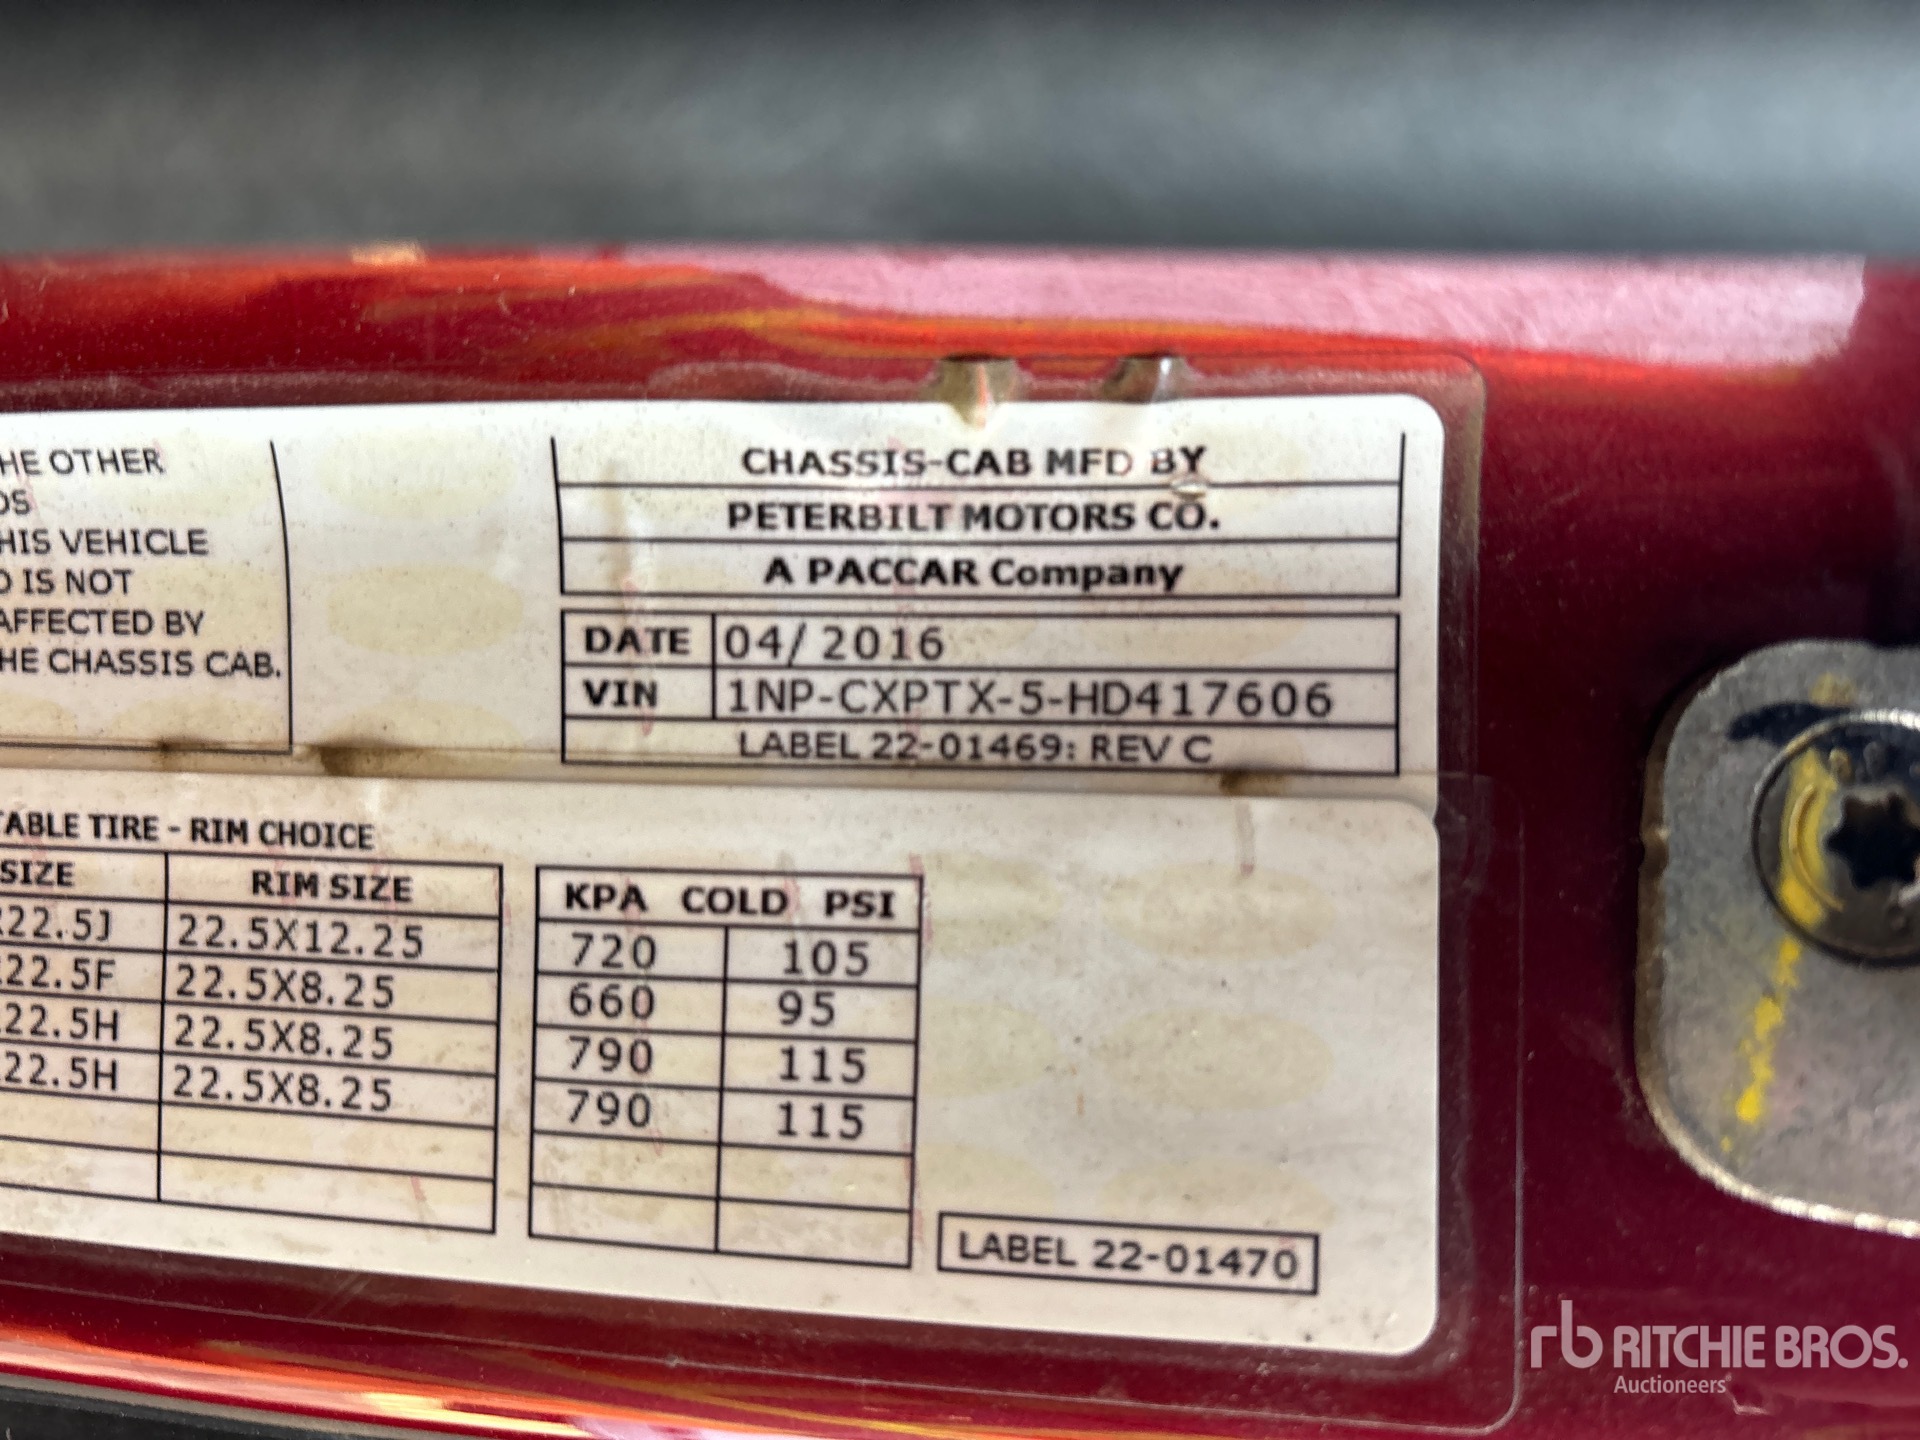 HE OTHER
DS
HIS VEHICLE
D IS NOT
AFFECTED BY
HE CHASSIS CAB.
CHASSIS-CAB MFD BY
PETERBILT MOTORS CO.
A PACCAR Company
DATE 04/2016
VIN 1NP-CXPTX-5-HD417606
LABEL 22-01469: REV C
TABLE TIRE - RIM CHOICE
SIZE RIM SIZE
22.5J 22.5X12.25
22.5F 22.5X8.25
22.5H 22.5X8.25
22.5H 22.5X8.25
KPA COLD PSI
720 105
660 95
790 115
790 115
LABEL 22-01470
rb RITCHIE BROS.
Auctioneers